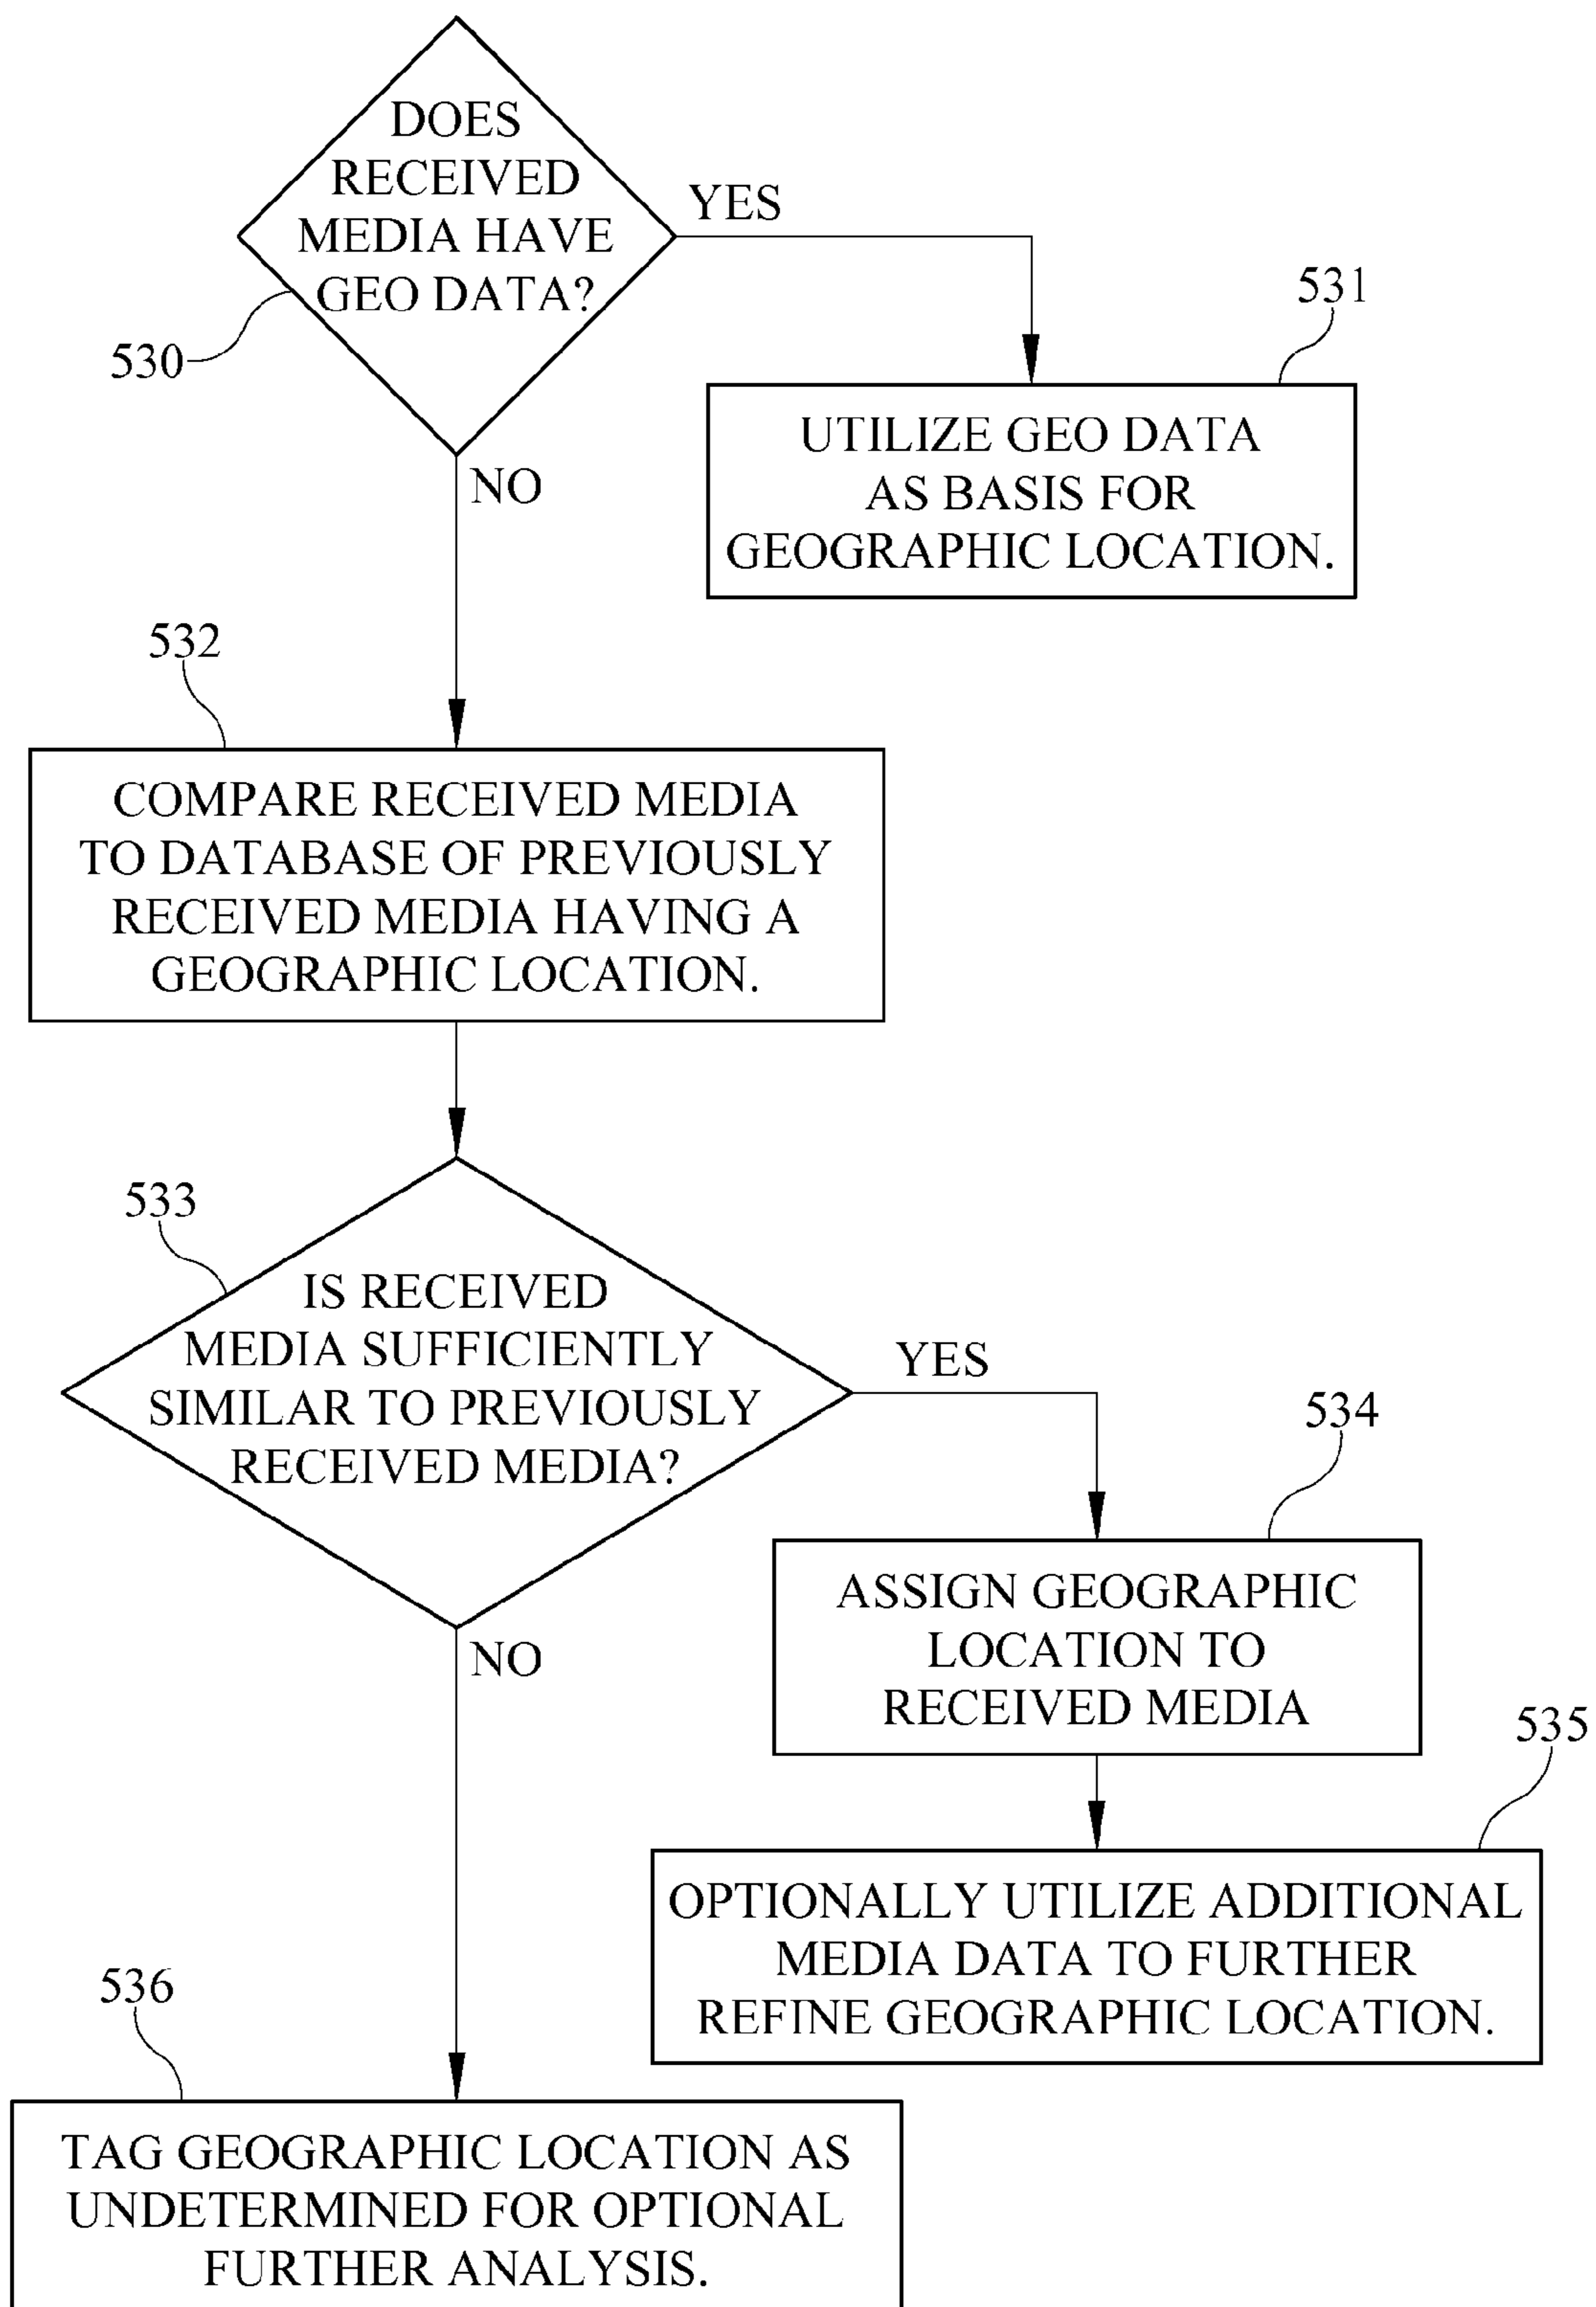 DOES
RECEIVED
MEDIA HAVE
GEO DATA?
YES
530
531
UTILIZE GEO DATA
AS BASIS FOR
GEOGRAPHIC LOCATION.
NO
532
COMPARE RECEIVED MEDIA
TO DATABASE OF PREVIOUSLY
RECEIVED MEDIA HAVING A
GEOGRAPHIC LOCATION.
533
IS RECEIVED
MEDIA SUFFICIENTLY
SIMILAR TO PREVIOUSLY
RECEIVED MEDIA?
YES
534
ASSIGN GEOGRAPHIC
LOCATION TO
RECEIVED MEDIA
NO
535
OPTIONALLY UTILIZE ADDITIONAL
MEDIA DATA TO FURTHER
REFINE GEOGRAPHIC LOCATION.
536
TAG GEOGRAPHIC LOCATION AS
UNDETERMINED FOR OPTIONAL
FURTHER ANALYSIS.